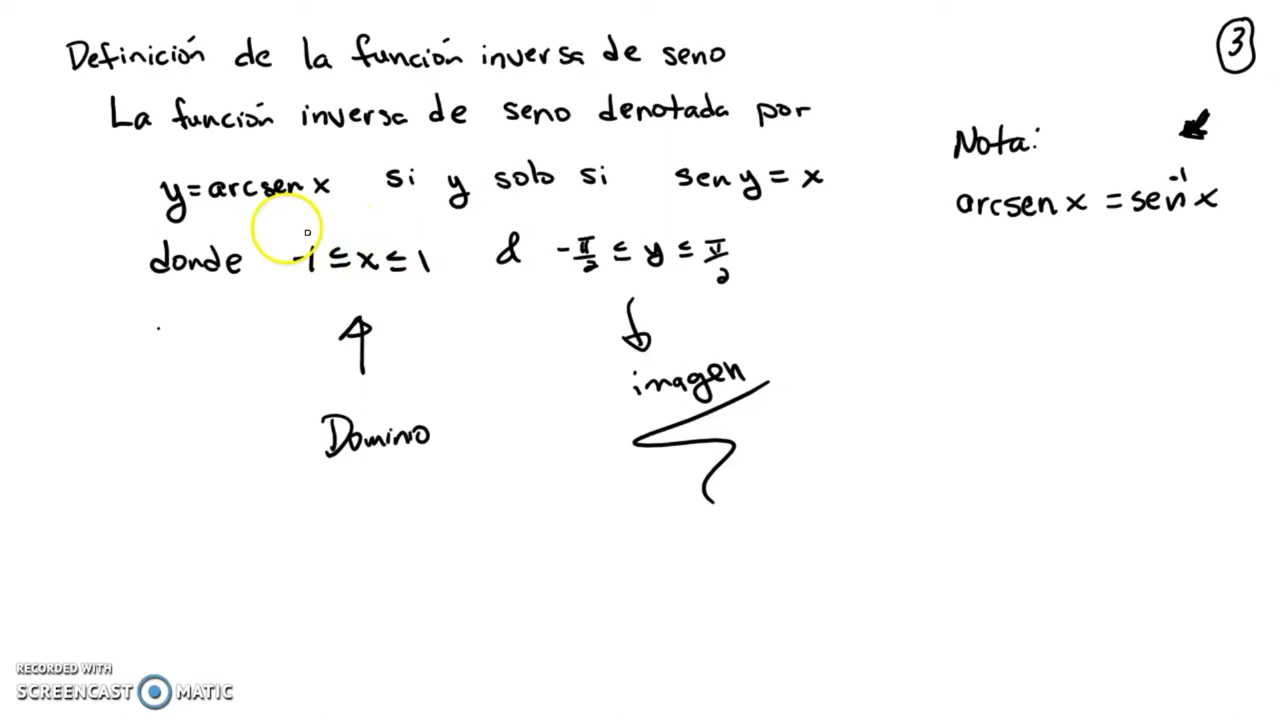 Definición de la función inversa de seno
③
La función inversa de seno denotada por
Nota:
y = arcsen x si y solo si sen y = x
arcsen x = sen⁻¹ x
donde -1 ≤ x ≤ 1 & -π/2 ≤ y ≤ π/2
imagen
Domino
RECORDED WITH
SCREENCAST MATIC